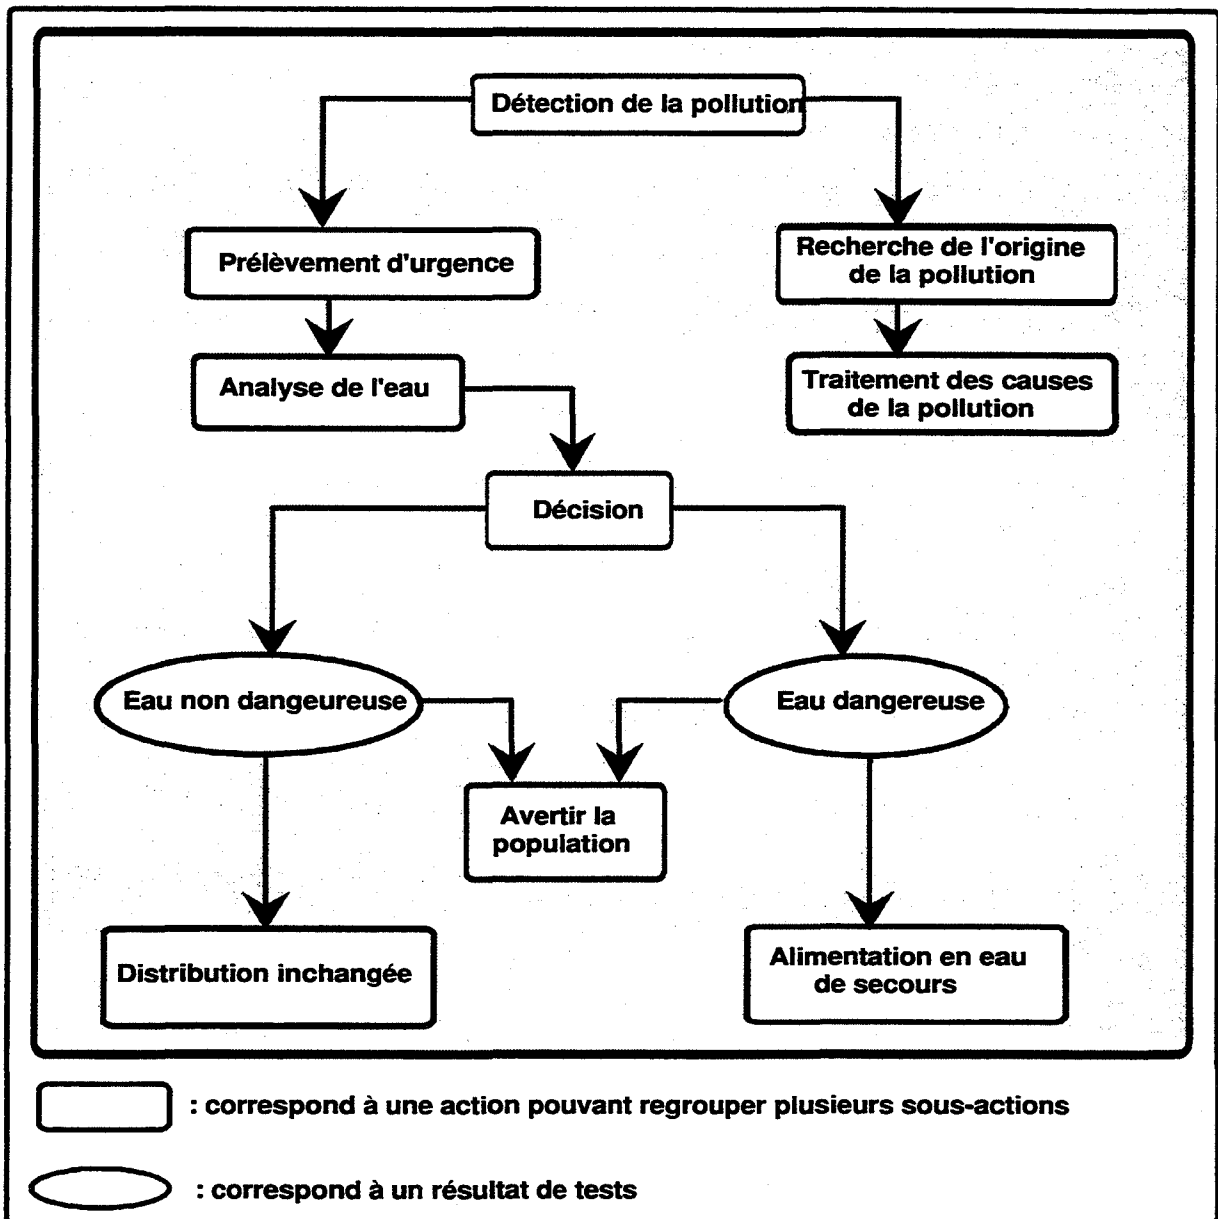 Détection de la pollution
Prélèvement d'urgence
Recherche de l'origine
de la pollution
Analyse de l'eau
Traitement des causes
de la pollution
Décision
Eau non dangeureuse
Eau dangereuse
Avertir la
population
Distribution inchangée
Alimentation en eau
de secours
: correspond à une action pouvant regrouper plusieurs sous-actions
: correspond à un résultat de tests